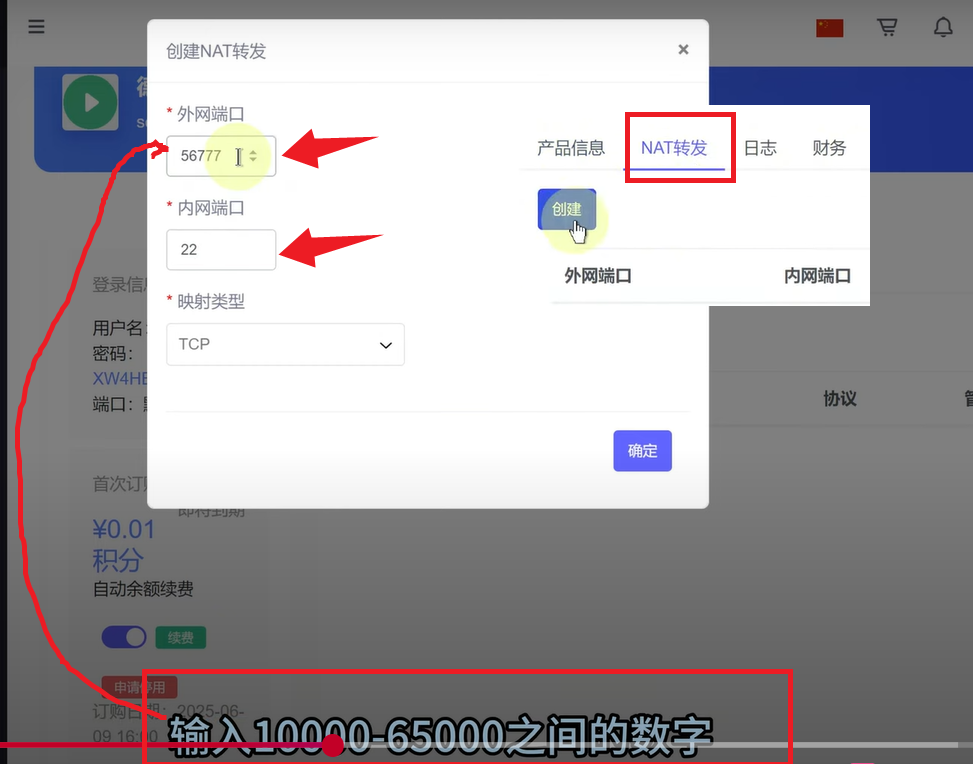 创建NAT转发
×
* 外网端口
56777
* 内网端口
22
* 映射类型
TCP
确定
产品信息
NAT转发
日志
财务
创建
外网端口
内网端口
协议
登录信
用户名:
密码:
XW4H
端口:
首次订
即将到期
¥0.01
积分
自动余额续费
续费
申请停用
订购日期: 2025-06-
09 16:00
输入10000-65000之间的数字